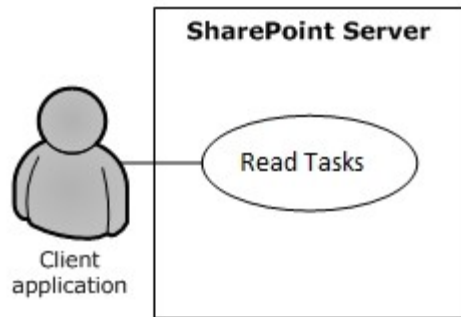 SharePoint Server
Read Tasks
Client
application